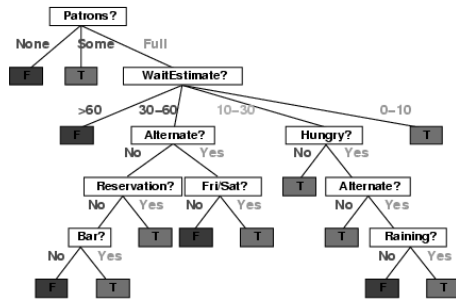 Patrons?
None Some Full
F T WaitEstimate?
>60 30−60 10−30 0−10
F Alternate? Hungry? T
No Yes No Yes
Reservation? Fri/Sat? T Alternate?
No Yes No Yes No Yes
Bar? T F T T Raining?
No Yes No Yes
F T F T